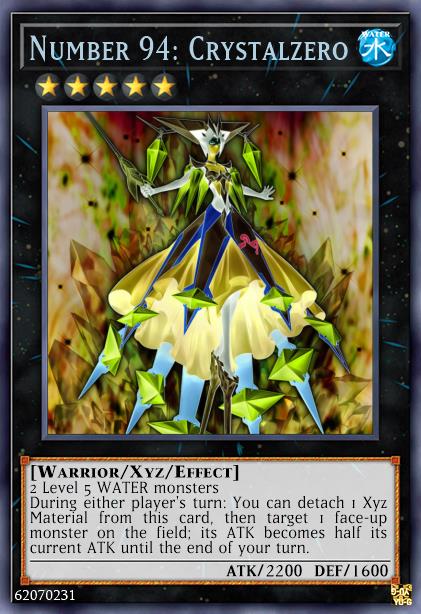 Number 94: Crystalzero
WATER
水
94
[Warrior/Xyz/Effect]
2 Level 5 WATER monsters
During either player's turn: You can detach 1 Xyz
Material from this card, then target 1 face-up
monster on the field; its ATK becomes half its
current ATK until the end of your turn.
ATK/2200 DEF/1600
62070231